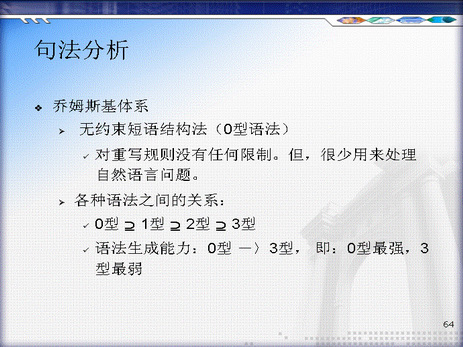 句法分析
乔姆斯基体系
无约束短语结构法（0型语法）
对重写规则没有任何限制。但，很少用来处理
自然语言问题。
各种语法之间的关系：
0型 ⊇ 1型 ⊇ 2型 ⊇ 3型
语法生成能力：0型 —〉3型， 即：0型最强，3
型最弱
64